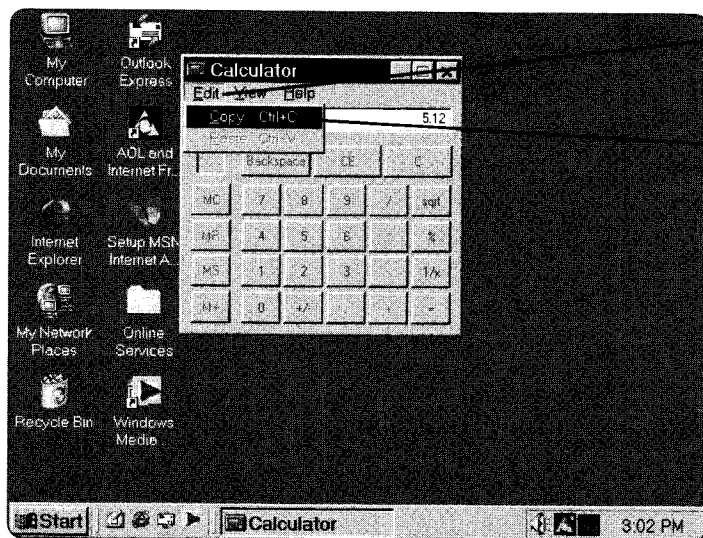 My Computer
Outlook Express
My Documents
AOL and Internet Fr...
Internet Explorer
Setup MSN Internet A...
My Network Places
Online Services
Recycle Bin
Windows Media...
Calculator
Edit View Help
Copy Ctrl+C
Paste Ctrl+V
5.12
Backspace CE C
MC 7 8 9 / sqrt
MR 4 5 6 %
MS 1 2 3 1/x
M+ 0 +/- . + =
Start Calculator 3:02 PM